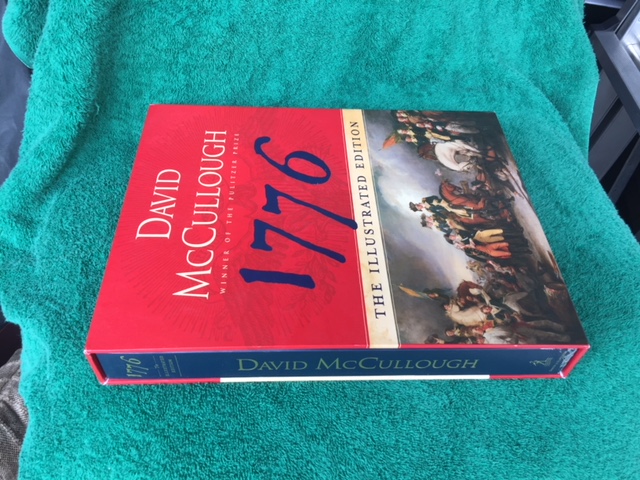 DAVID
MCCULLOUGH
WINNER OF THE PULITZER PRIZE
1776
THE ILLUSTRATED EDITION
1776
DAVID MCCULLOUGH